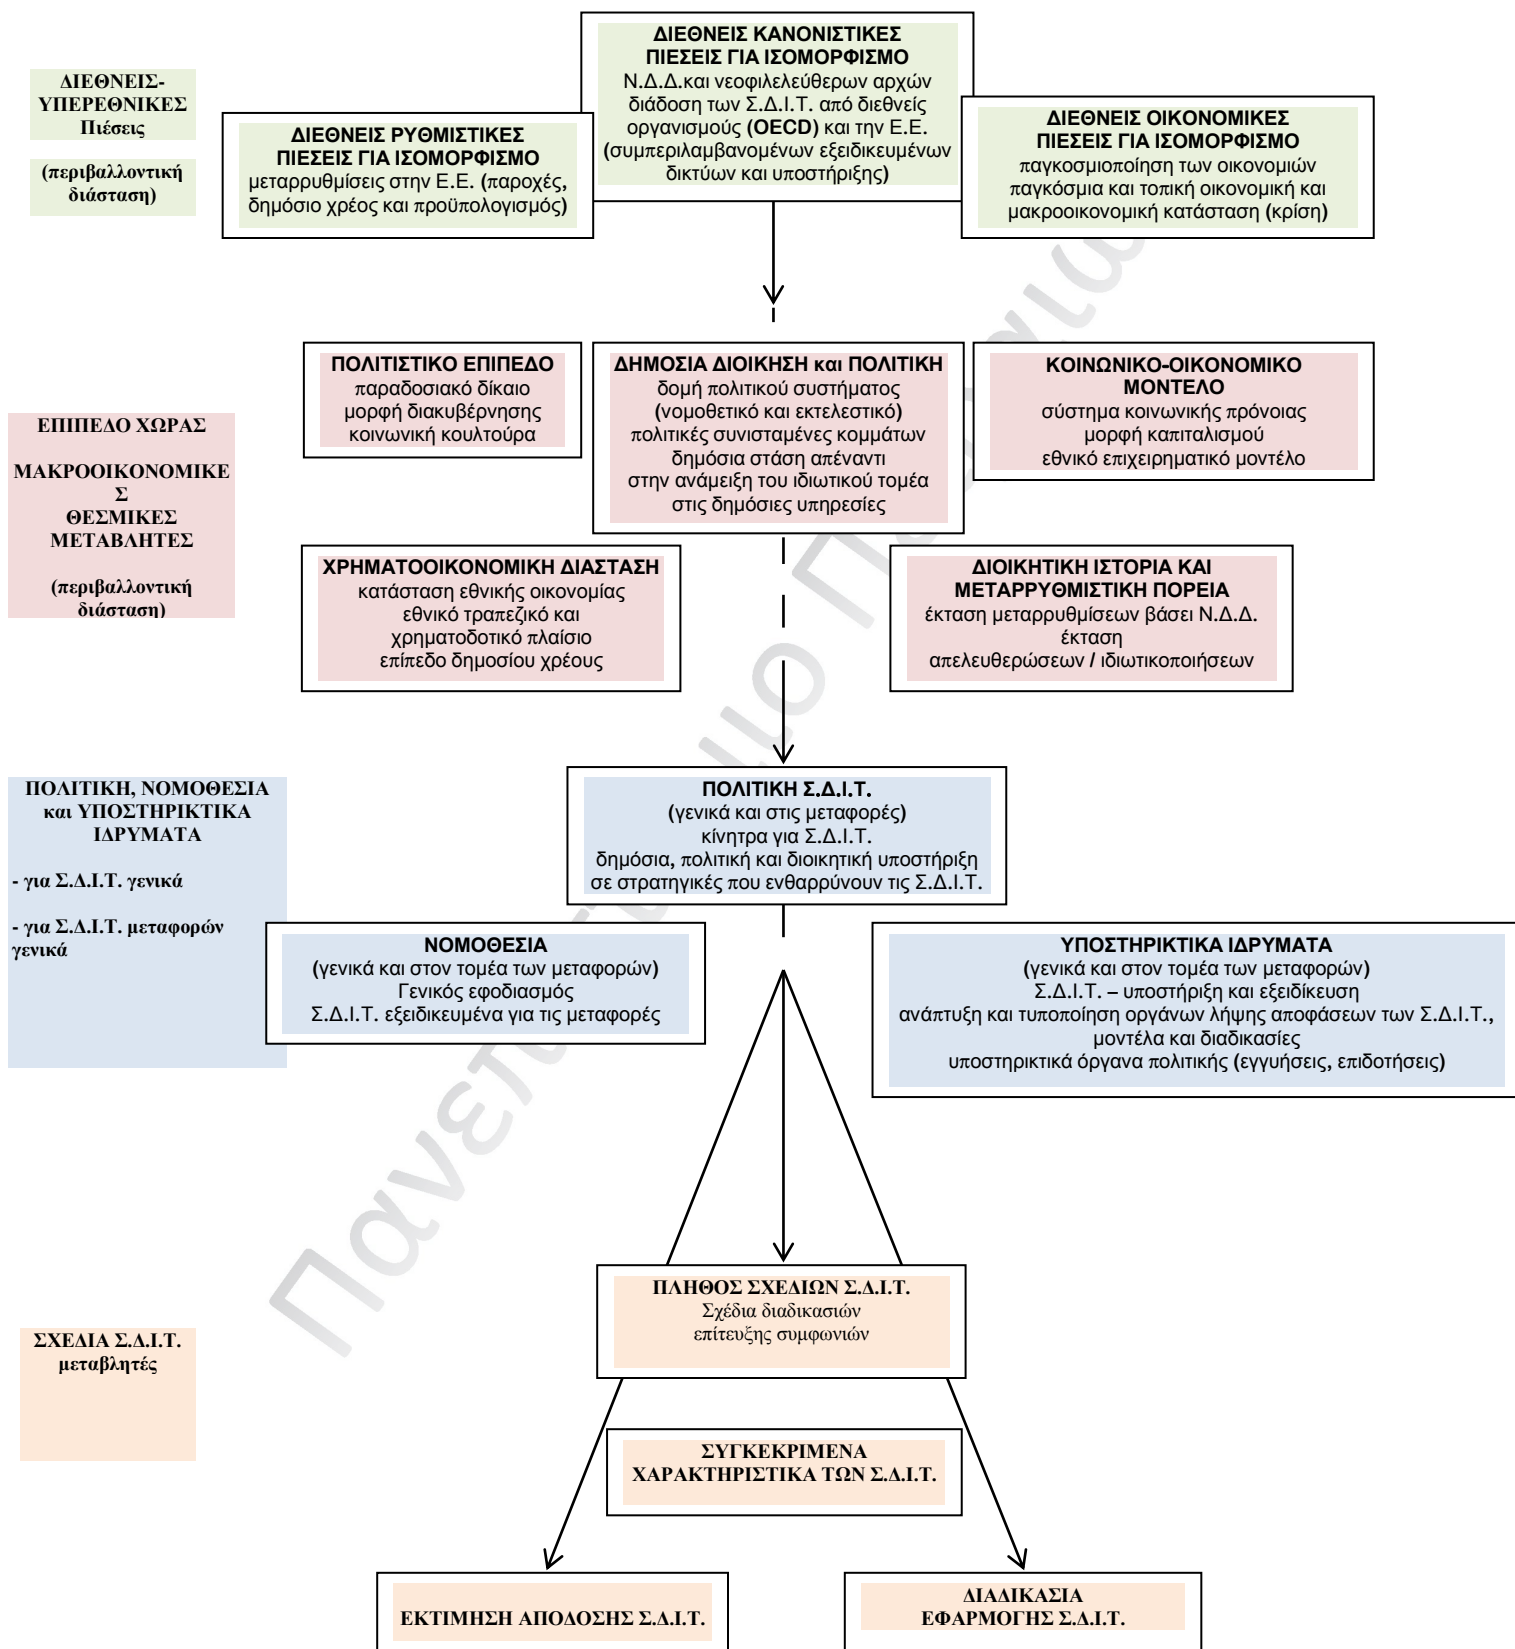 ΔΙΕΘΝΕΙΣ-
ΥΠΕΡΕΘΝΙΚΕΣ
Πιέσεις
(περιβαλλοντική
διάσταση)
ΔΙΕΘΝΕΙΣ ΡΥΘΜΙΣΤΙΚΕΣ
ΠΙΕΣΕΙΣ ΓΙΑ ΙΣΟΜΟΡΦΙΣΜΟ
μεταρρυθμίσεις στην Ε.Ε. (παροχές,
δημόσιο χρέος και προϋπολογισμός)
ΔΙΕΘΝΕΙΣ ΚΑΝΟΝΙΣΤΙΚΕΣ
ΠΙΕΣΕΙΣ ΓΙΑ ΙΣΟΜΟΡΦΙΣΜΟ
Ν.Δ.Δ.και νεοφιλελεύθερων αρχών
διάδοση των Σ.Δ.Ι.Τ. από διεθνείς
οργανισμούς (OECD) και την Ε.Ε.
(συμπεριλαμβανομένων εξειδικευμένων
δικτύων και υποστήριξης)
ΔΙΕΘΝΕΙΣ ΟΙΚΟΝΟΜΙΚΕΣ
ΠΙΕΣΕΙΣ ΓΙΑ ΙΣΟΜΟΡΦΙΣΜΟ
παγκοσμιοποίηση των οικονομιών
παγκόσμια και τοπική οικονομική και
μακροοικονομική κατάσταση (κρίση)
ΕΠΙΠΕΔΟ ΧΩΡΑΣ
ΜΑΚΡΟΟΙΚΟΝΟΜΙΚΕ
Σ
ΘΕΣΜΙΚΕΣ
ΜΕΤΑΒΛΗΤΕΣ
(περιβαλλοντική
διάσταση)
ΠΟΛΙΤΙΣΤΙΚΟ ΕΠΙΠΕΔΟ
παραδοσιακό δίκαιο
μορφή διακυβέρνησης
κοινωνική κουλτούρα
ΔΗΜΟΣΙΑ ΔΙΟΙΚΗΣΗ και ΠΟΛΙΤΙΚΗ
δομή πολιτικού συστήματος
(νομοθετικό και εκτελεστικό)
πολιτικές συνισταμένες κομμάτων
δημόσια στάση απέναντι
στην ανάμειξη του ιδιωτικού τομέα
στις δημόσιες υπηρεσίες
ΚΟΙΝΩΝΙΚΟ-ΟΙΚΟΝΟΜΙΚΟ
ΜΟΝΤΕΛΟ
σύστημα κοινωνικής πρόνοιας
μορφή καπιταλισμού
εθνικό επιχειρηματικό μοντέλο
ΧΡΗΜΑΤΟΟΙΚΟΝΟΜΙΚΗ ΔΙΑΣΤΑΣΗ
κατάσταση εθνικής οικονομίας
εθνικό τραπεζικό και
χρηματοδοτικό πλαίσιο
επίπεδο δημοσίου χρέους
ΔΙΟΙΚΗΤΙΚΗ ΙΣΤΟΡΙΑ ΚΑΙ
ΜΕΤΑΡΡΥΘΜΙΣΤΙΚΗ ΠΟΡΕΙΑ
έκταση μεταρρυθμίσεων βάσει Ν.Δ.Δ.
έκταση
απελευθερώσεων / ιδιωτικοποιήσεων
ΠΟΛΙΤΙΚΗ, ΝΟΜΟΘΕΣΙΑ
και ΥΠΟΣΤΗΡΙΚΤΙΚΑ
ΙΔΡΥΜΑΤΑ
- για Σ.Δ.Ι.Τ. γενικά
- για Σ.Δ.Ι.Τ. μεταφορών
γενικά
ΠΟΛΙΤΙΚΗ Σ.Δ.Ι.Τ.
(γενικά και στις μεταφορές)
κίνητρα για Σ.Δ.Ι.Τ.
δημόσια, πολιτική και διοικητική υποστήριξη
σε στρατηγικές που ενθαρρύνουν τις Σ.Δ.Ι.Τ.
ΝΟΜΟΘΕΣΙΑ
(γενικά και στον τομέα των μεταφορών)
Γενικός εφοδιασμός
Σ.Δ.Ι.Τ. εξειδικευμένα για τις μεταφορές
ΥΠΟΣΤΗΡΙΚΤΙΚΑ ΙΔΡΥΜΑΤΑ
(γενικά και στον τομέα των μεταφορών)
Σ.Δ.Ι.Τ. – υποστήριξη και εξειδίκευση
ανάπτυξη και τυποποίηση οργάνων λήψης αποφάσεων των Σ.Δ.Ι.Τ.,
μοντέλα και διαδικασίες
υποστηρικτικά όργανα πολιτικής (εγγυήσεις, επιδοτήσεις)
ΣΧΕΔΙΑ Σ.Δ.Ι.Τ.
μεταβλητές
ΠΛΗΘΟΣ ΣΧΕΔΙΩΝ Σ.Δ.Ι.Τ.
Σχέδια διαδικασιών
επίτευξης συμφωνιών
ΣΥΓΚΕΚΡΙΜΕΝΑ
ΧΑΡΑΚΤΗΡΙΣΤΙΚΑ ΤΩΝ Σ.Δ.Ι.Τ.
ΕΚΤΙΜΗΣΗ ΑΠΟΔΟΣΗΣ Σ.Δ.Ι.Τ.
ΔΙΑΔΙΚΑΣΙΑ
ΕΦΑΡΜΟΓΗΣ Σ.Δ.Ι.Τ.